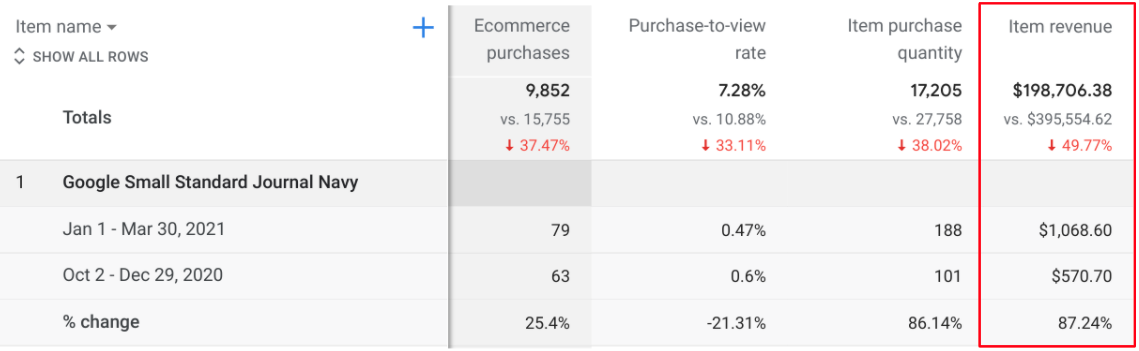 Item name
SHOW ALL ROWS
Ecommerce purchases
Purchase-to-view rate
Item purchase quantity
Item revenue
Totals
9,852 7.28% 17,205 $198,706.38
vs. 15,755 vs. 10.88% vs. 27,758 vs. $395,554.62
↓ 37.47% ↓ 33.11% ↓ 38.02% ↓ 49.77%
1 Google Small Standard Journal Navy
Jan 1 - Mar 30, 2021 79 0.47% 188 $1,068.60
Oct 2 - Dec 29, 2020 63 0.6% 101 $570.70
% change 25.4% -21.31% 86.14% 87.24%